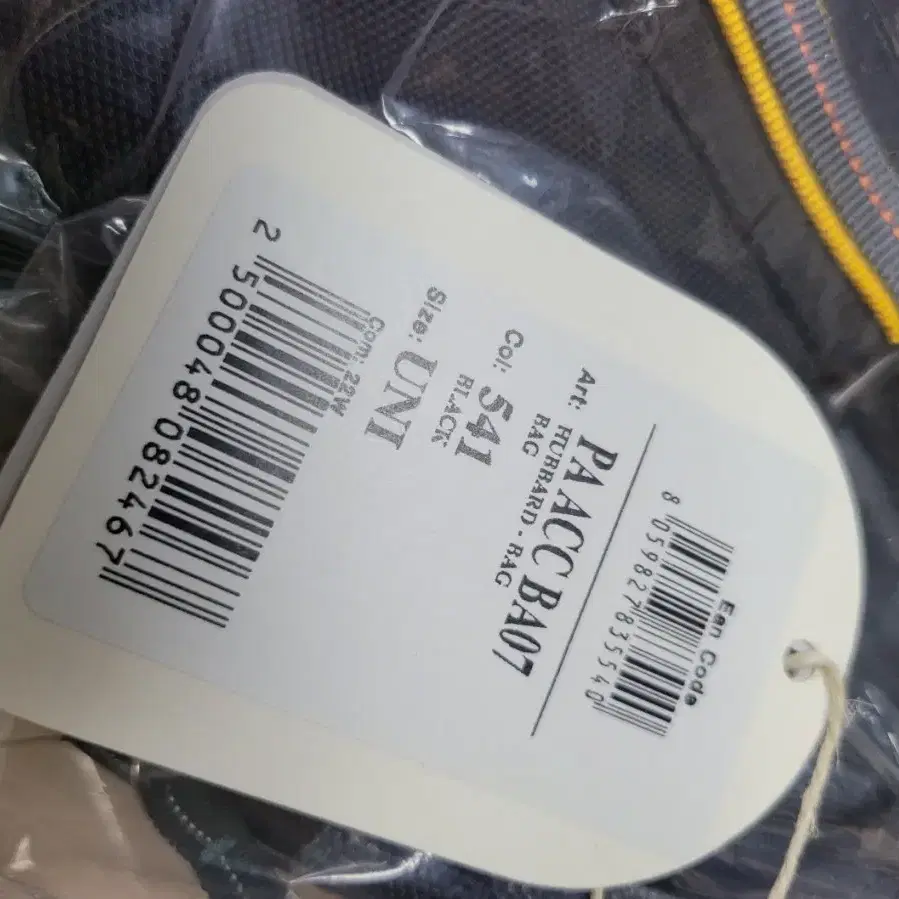 Ean Code
8 059827 835540
PA ACC BA07
Art: HUBBARD - BAG
BAG
Col: 541
BLACK
Size: UNI
Com: 22W
2 500048 082467